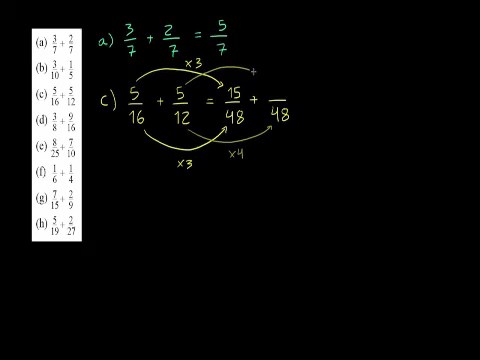 (a) 3/7 + 2/7
(b) 3/10 + 1/5
(c) 5/16 + 5/12
(d) 3/8 + 9/16
(e) 8/25 + 7/10
(f) 1/6 + 1/4
(g) 7/15 + 2/9
(h) 5/19 + 2/27
a) 3/7 + 2/7 = 5/7
×3
c) 5/16 + 5/12 = 15/48 + /48
×3 ×4